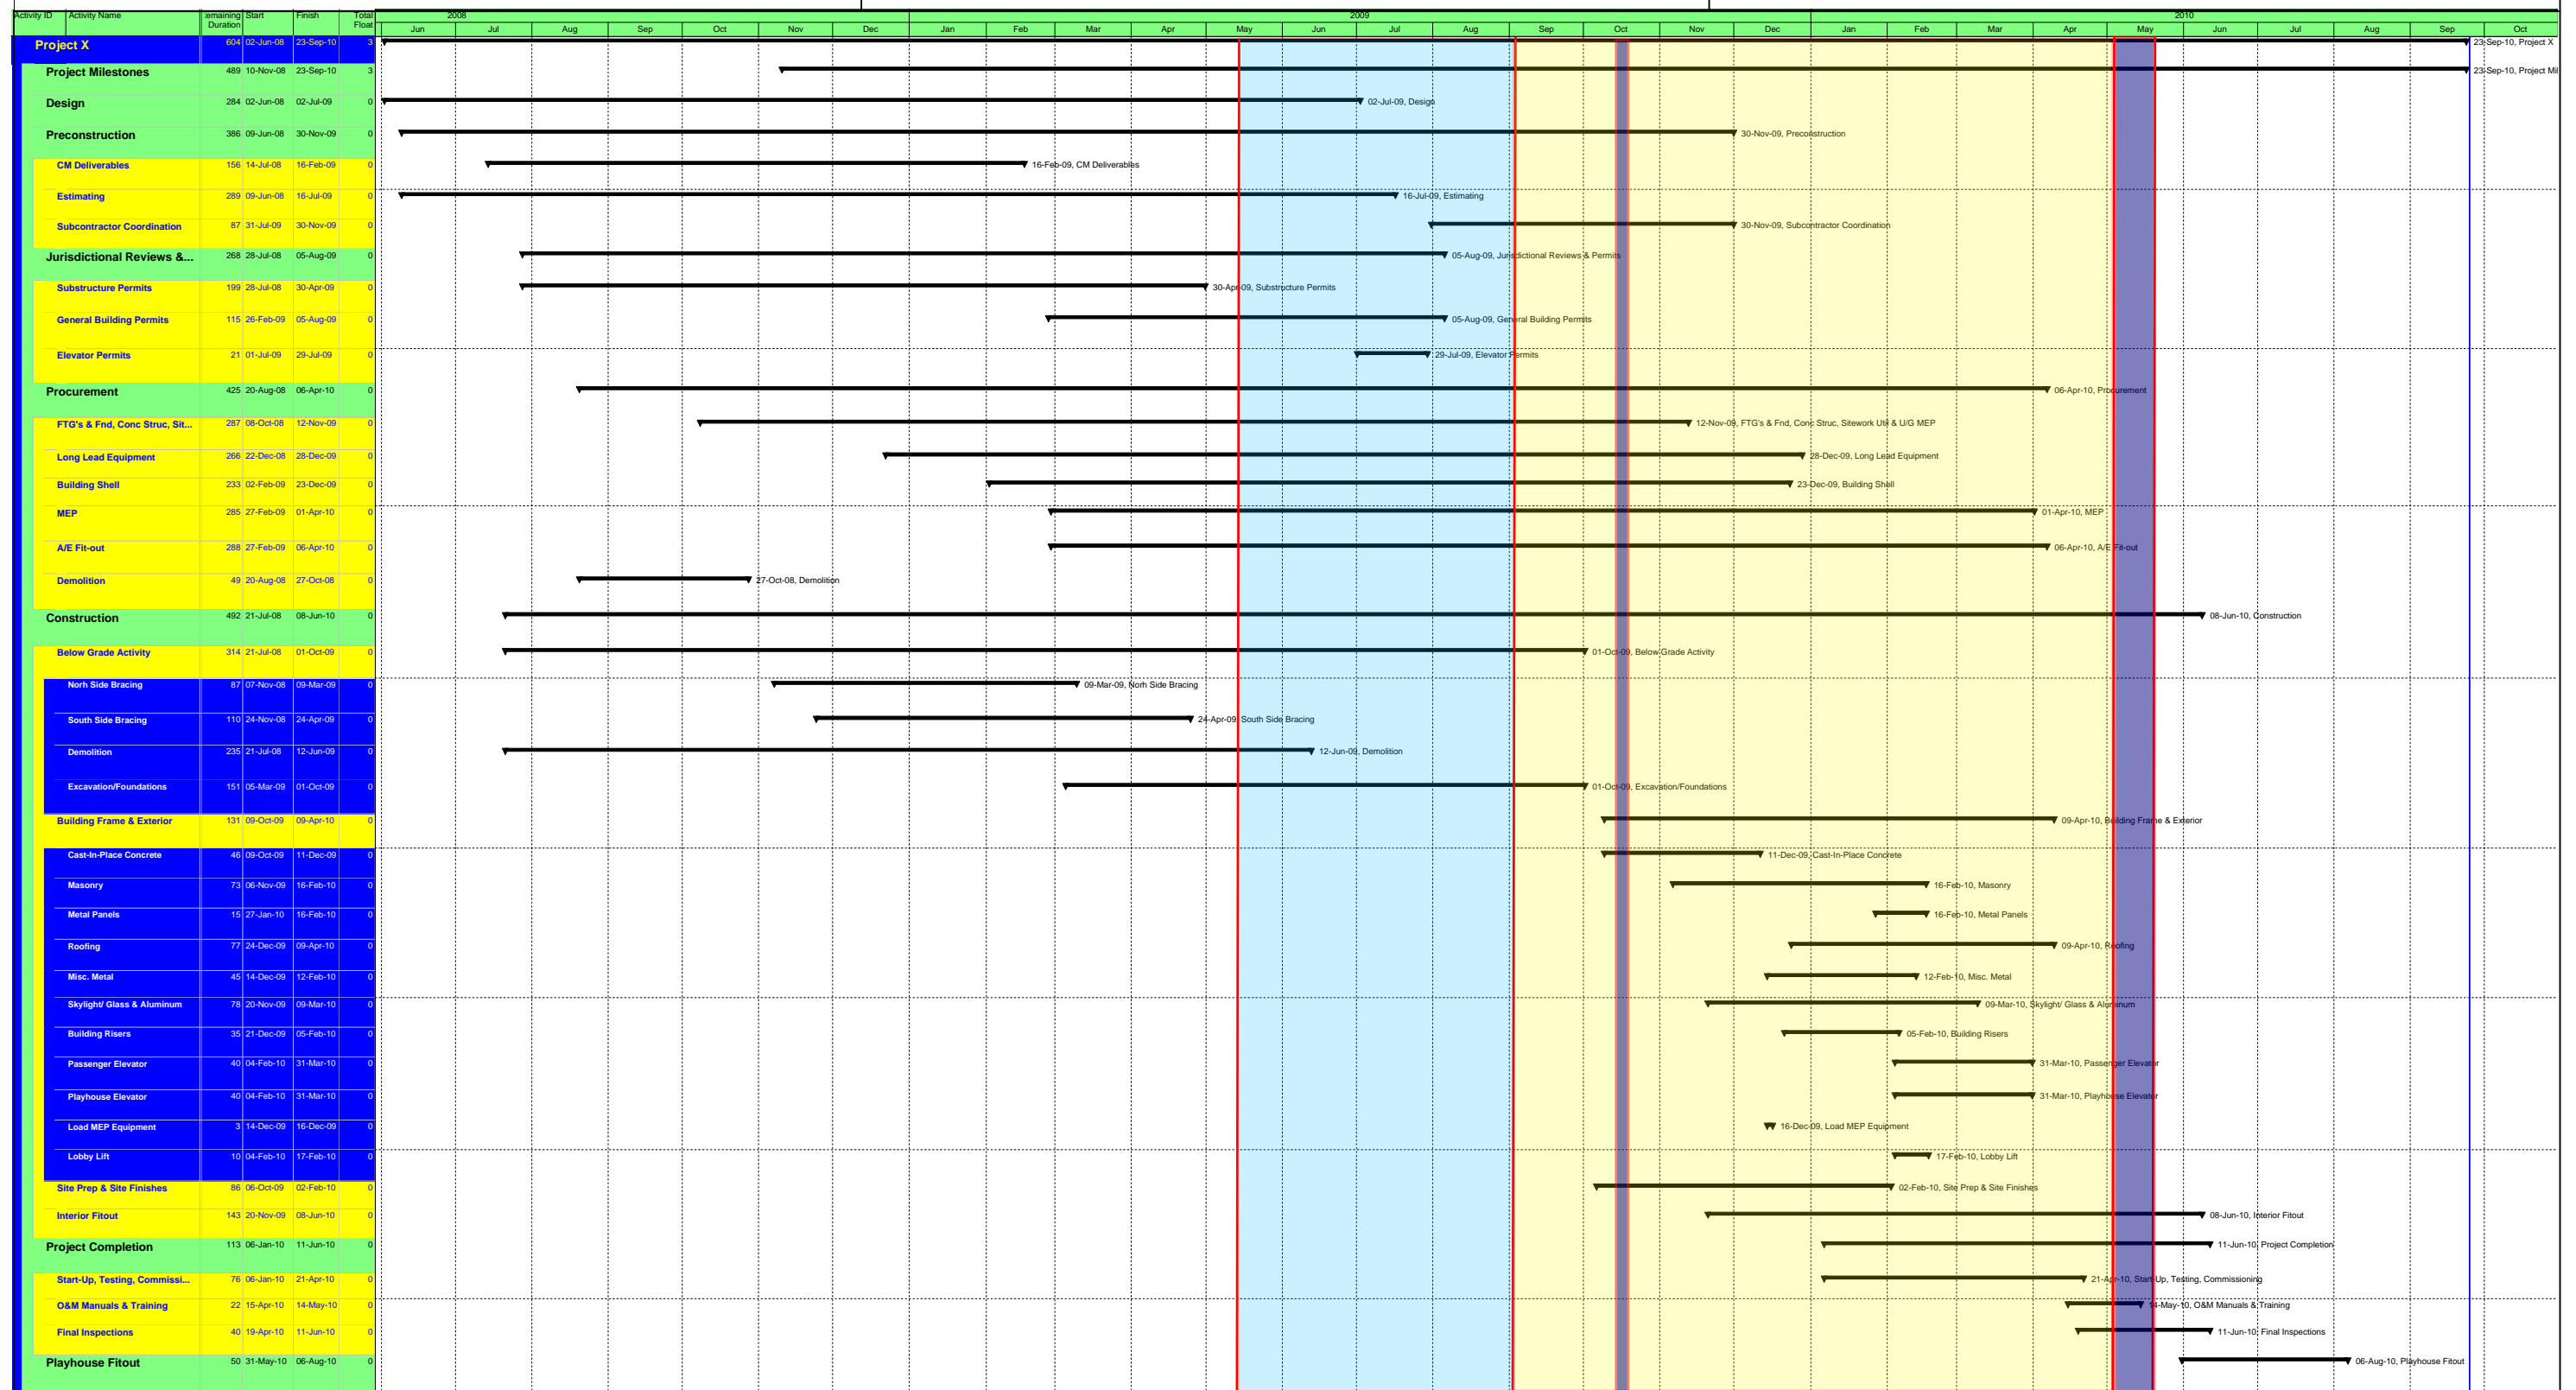 Activity ID Activity Name Remaining Duration Start Finish Total Float
2008 2009 2010
Jun Jul Aug Sep Oct Nov Dec Jan Feb Mar Apr May Jun Jul Aug Sep Oct Nov Dec Jan Feb Mar Apr May Jun Jul Aug Sep Oct
Project X 604 02-Jun-08 23-Sep-10 3 23-Sep-10, Project X
Project Milestones 489 10-Nov-08 23-Sep-10 3 23-Sep-10, Project Mil
Design 284 02-Jun-08 02-Jul-09 0 02-Jul-09, Design
Preconstruction 386 09-Jun-08 30-Nov-09 0 30-Nov-09, Preconstruction
CM Deliverables 156 14-Jul-08 16-Feb-09 0 16-Feb-09, CM Deliverables
Estimating 289 09-Jun-08 16-Jul-09 0 16-Jul-09, Estimating
Subcontractor Coordination 87 31-Jul-09 30-Nov-09 0 30-Nov-09, Subcontractor Coordination
Jurisdictional Reviews &... 268 28-Jul-08 05-Aug-09 0 05-Aug-09, Jurisdictional Reviews & Permits
Substructure Permits 199 28-Jul-08 30-Apr-09 0 30-Apr-09, Substructure Permits
General Building Permits 115 26-Feb-09 05-Aug-09 0 05-Aug-09, General Building Permits
Elevator Permits 21 01-Jul-09 29-Jul-09 0 29-Jul-09, Elevator Permits
Procurement 425 20-Aug-08 06-Apr-10 0 06-Apr-10, Procurement
FTG's & Fnd, Conc Struc, Sit... 287 08-Oct-08 12-Nov-09 0 12-Nov-09, FTG's & Fnd, Conc Struc, Sitework Util & U/G MEP
Long Lead Equipment 266 22-Dec-08 28-Dec-09 0 28-Dec-09, Long Lead Equipment
Building Shell 233 02-Feb-09 23-Dec-09 0 23-Dec-09, Building Shell
MEP 285 27-Feb-09 01-Apr-10 0 01-Apr-10, MEP
A/E Fit-out 288 27-Feb-09 06-Apr-10 0 06-Apr-10, A/E Fit-out
Demolition 49 20-Aug-08 27-Oct-08 0 27-Oct-08, Demolition
Construction 492 21-Jul-08 08-Jun-10 0 08-Jun-10, Construction
Below Grade Activity 314 21-Jul-08 01-Oct-09 0 01-Oct-09, Below Grade Activity
Norh Side Bracing 87 07-Nov-08 09-Mar-09 0 09-Mar-09, Norh Side Bracing
South Side Bracing 110 24-Nov-08 24-Apr-09 0 24-Apr-09, South Side Bracing
Demolition 235 21-Jul-08 12-Jun-09 0 12-Jun-09, Demolition
Excavation/Foundations 151 05-Mar-09 01-Oct-09 0 01-Oct-09, Excavation/Foundations
Building Frame & Exterior 131 09-Oct-09 09-Apr-10 0 09-Apr-10, Building Frame & Exterior
Cast-In-Place Concrete 46 09-Oct-09 11-Dec-09 0 11-Dec-09, Cast-In-Place Concrete
Masonry 73 06-Nov-09 16-Feb-10 0 16-Feb-10, Masonry
Metal Panels 15 27-Jan-10 16-Feb-10 0 16-Feb-10, Metal Panels
Roofing 77 24-Dec-09 09-Apr-10 0 09-Apr-10, Roofing
Misc. Metal 45 14-Dec-09 12-Feb-10 0 12-Feb-10, Misc. Metal
Skylight/ Glass & Aluminum 78 20-Nov-09 09-Mar-10 0 09-Mar-10, Skylight/ Glass & Aluminum
Building Risers 35 21-Dec-09 05-Feb-10 0 05-Feb-10, Building Risers
Passenger Elevator 40 04-Feb-10 31-Mar-10 0 31-Mar-10, Passenger Elevator
Playhouse Elevator 40 04-Feb-10 31-Mar-10 0 31-Mar-10, Playhouse Elevator
Load MEP Equipment 3 14-Dec-09 16-Dec-09 0 16-Dec-09, Load MEP Equipment
Lobby Lift 10 04-Feb-10 17-Feb-10 0 17-Feb-10, Lobby Lift
Site Prep & Site Finishes 86 06-Oct-09 02-Feb-10 0 02-Feb-10, Site Prep & Site Finishes
Interior Fitout 143 20-Nov-09 08-Jun-10 0 08-Jun-10, Interior Fitout
Project Completion 113 06-Jan-10 11-Jun-10 0 11-Jun-10, Project Completion
Start-Up, Testing, Commissi... 76 06-Jan-10 21-Apr-10 0 21-Apr-10, Start-Up, Testing, Commissioning
O&M Manuals & Training 22 15-Apr-10 14-May-10 0 14-May-10, O&M Manuals & Training
Final Inspections 40 19-Apr-10 11-Jun-10 0 11-Jun-10, Final Inspections
Playhouse Fitout 50 31-May-10 06-Aug-10 0 06-Aug-10, Playhouse Fitout